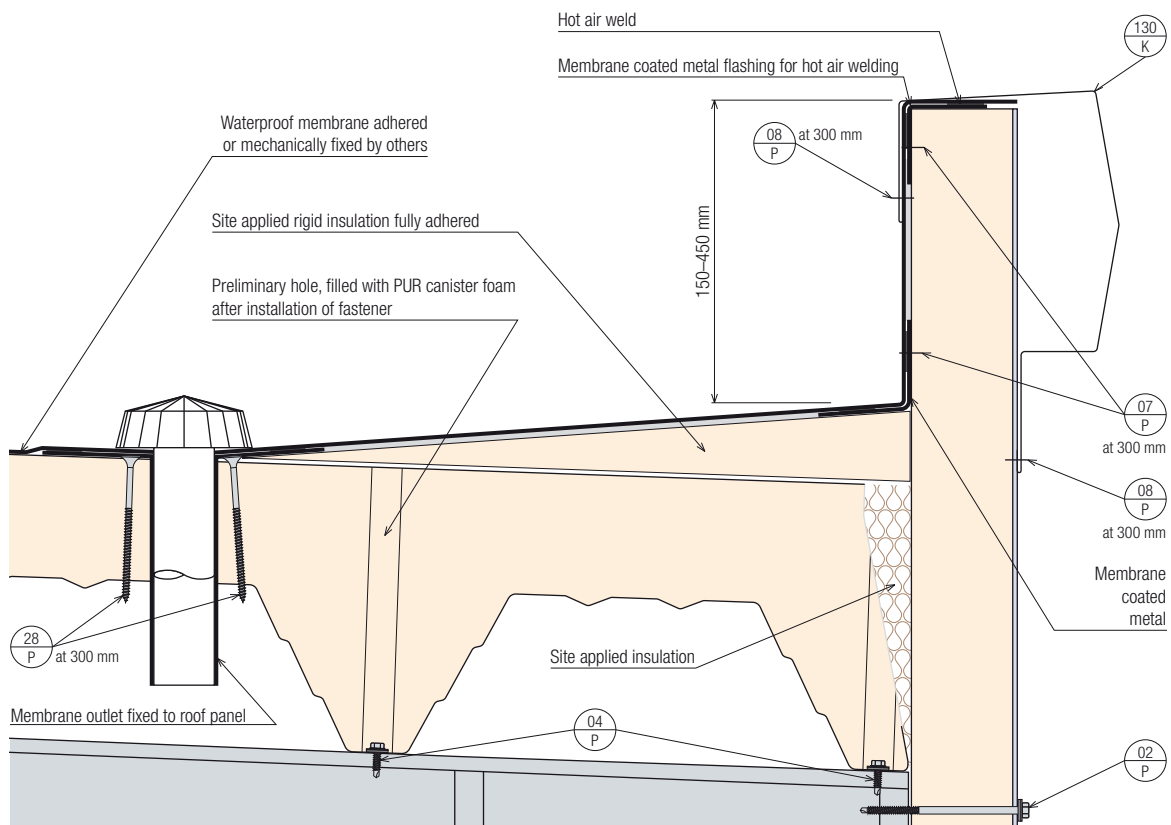 Hot air weld
130
K
Membrane coated metal flashing for hot air welding
Waterproof membrane adhered
or mechanically fixed by others
08
P
at 300 mm
Site applied rigid insulation fully adhered
150–450 mm
Preliminary hole, filled with PUR canister foam
after installation of fastener
07
P
at 300 mm
08
P
at 300 mm
Membrane
coated
metal
28
P
at 300 mm
Site applied insulation
Membrane outlet fixed to roof panel
04
P
02
P